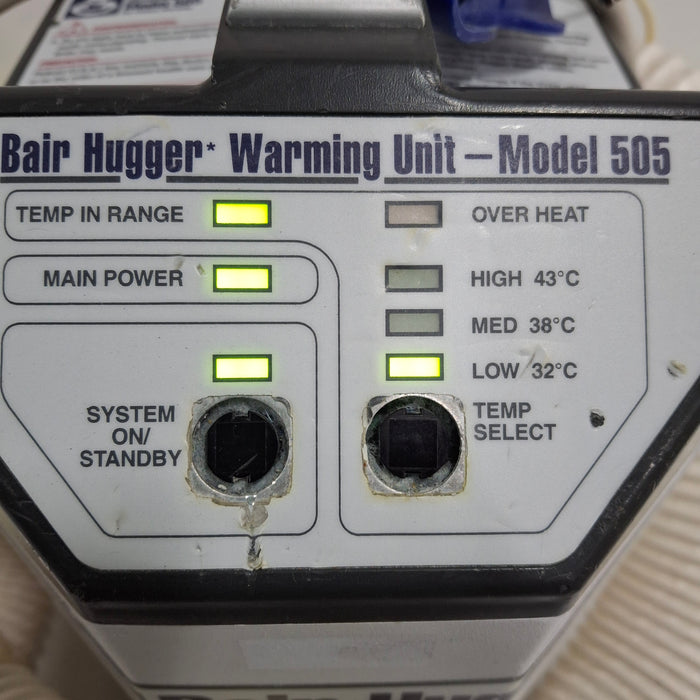 Bair Hugger* Warming Unit – Model 505
TEMP IN RANGE
OVER HEAT
MAIN POWER
HIGH 43°C
MED 38°C
LOW 32°C
SYSTEM
ON/
STANDBY
TEMP
SELECT